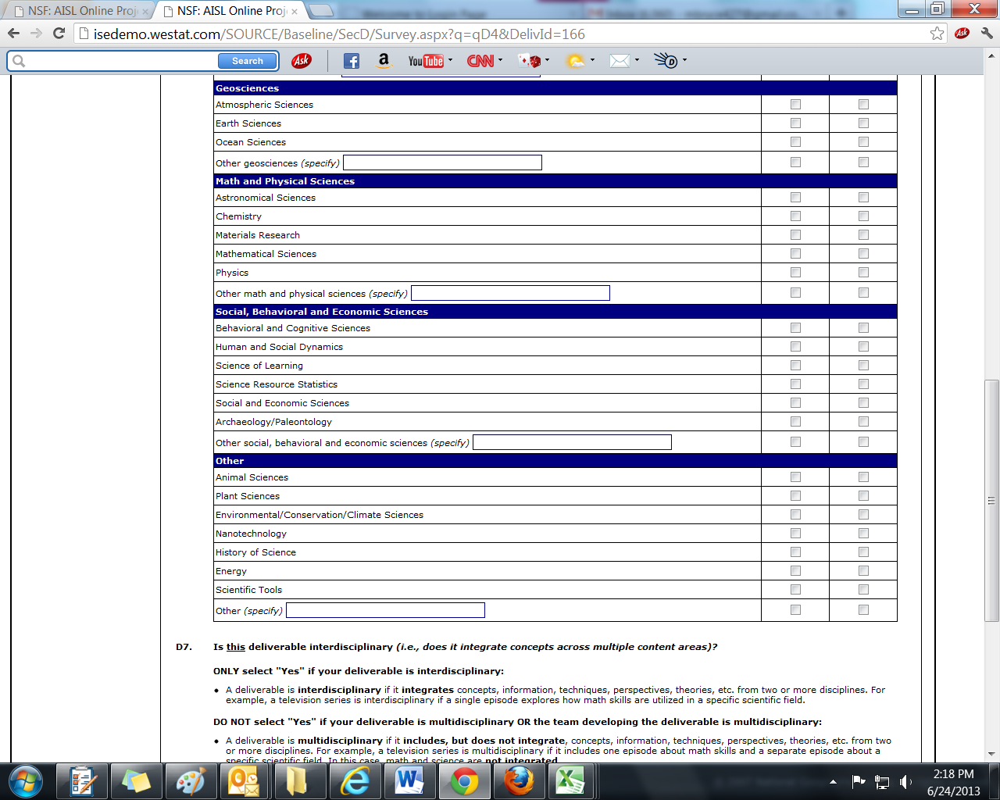 NSF: AISL Online Proj
NSF: AISL Online Proj
isedemo.westat.com/SOURCE/Baseline/SecD/Survey.aspx?q=qD4&DelivId=166
Ask
Search
Ask
f
a
YouTube
CNN
D
Geosciences
Atmospheric Sciences
Earth Sciences
Ocean Sciences
Other geosciences (specify)
Math and Physical Sciences
Astronomical Sciences
Chemistry
Materials Research
Mathematical Sciences
Physics
Other math and physical sciences (specify)
Social, Behavioral and Economic Sciences
Behavioral and Cognitive Sciences
Human and Social Dynamics
Science of Learning
Science Resource Statistics
Social and Economic Sciences
Archaeology/Paleontology
Other social, behavioral and economic sciences (specify)
Other
Animal Sciences
Plant Sciences
Environmental/Conservation/Climate Sciences
Nanotechnology
History of Science
Energy
Scientific Tools
Other (specify)
D7. Is this deliverable interdisciplinary (i.e., does it integrate concepts across multiple content areas)?
ONLY select "Yes" if your deliverable is interdisciplinary:
• A deliverable is interdisciplinary if it integrates concepts, information, techniques, perspectives, theories, etc. from two or more disciplines. For
example, a television series is interdisciplinary if a single episode explores how math skills are utilized in a specific scientific field.
DO NOT select "Yes" if your deliverable is multidisciplinary OR the team developing the deliverable is multidisciplinary:
• A deliverable is multidisciplinary if it includes, but does not integrate, concepts, information, techniques, perspectives, theories, etc. from two
or more disciplines. For example, a television series is multidisciplinary if it includes one episode about math skills and a separate episode about a
specific scientific field. In this case, math and science are not integrated
2:18 PM
6/24/2013